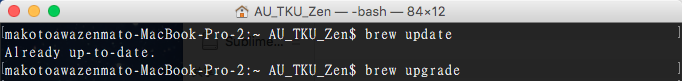 AU_TKU_Zen — -bash — 84×12
[makotoawazenmato-MacBook-Pro-2:~ AU_TKU_Zen$ brew update ]
Already up-to-date.
[makotoawazenmato-MacBook-Pro-2:~ AU_TKU_Zen$ brew upgrade ]